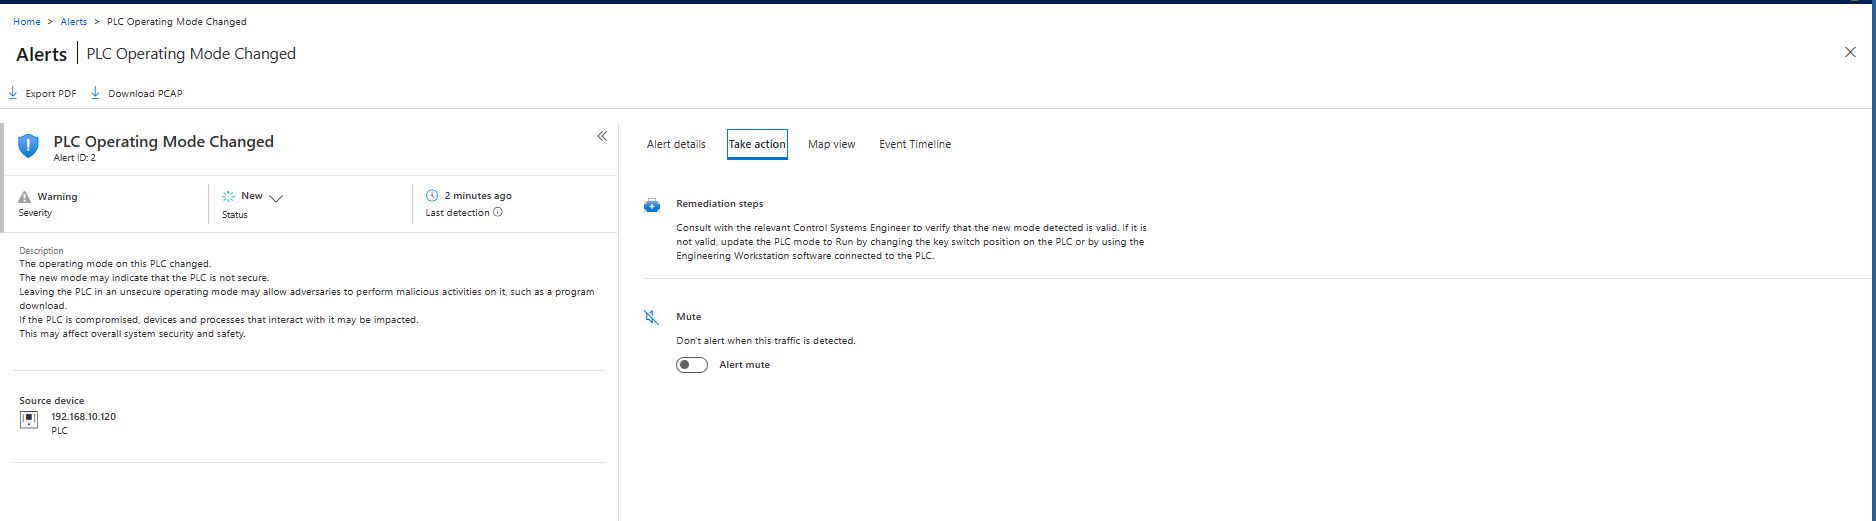 Home > Alerts > PLC Operating Mode Changed
Alerts | PLC Operating Mode Changed
Export PDF Download PCAP
PLC Operating Mode Changed
Alert ID: 2
Warning
Severity
New
Status
2 minutes ago
Last detection
Description
The operating mode on this PLC changed.
The new mode may indicate that the PLC is not secure.
Leaving the PLC in an unsecure operating mode may allow adversaries to perform malicious activities on it, such as a program
download.
If the PLC is compromised, devices and processes that interact with it may be impacted.
This may affect overall system security and safety.
Source device
192.168.10.120
PLC
Alert details Take action Map view Event Timeline
Remediation steps
Consult with the relevant Control Systems Engineer to verify that the new mode detected is valid. If it is
not valid, update the PLC mode to Run by changing the key switch position on the PLC or by using the
Engineering Workstation software connected to the PLC.
Mute
Don't alert when this traffic is detected.
Alert mute